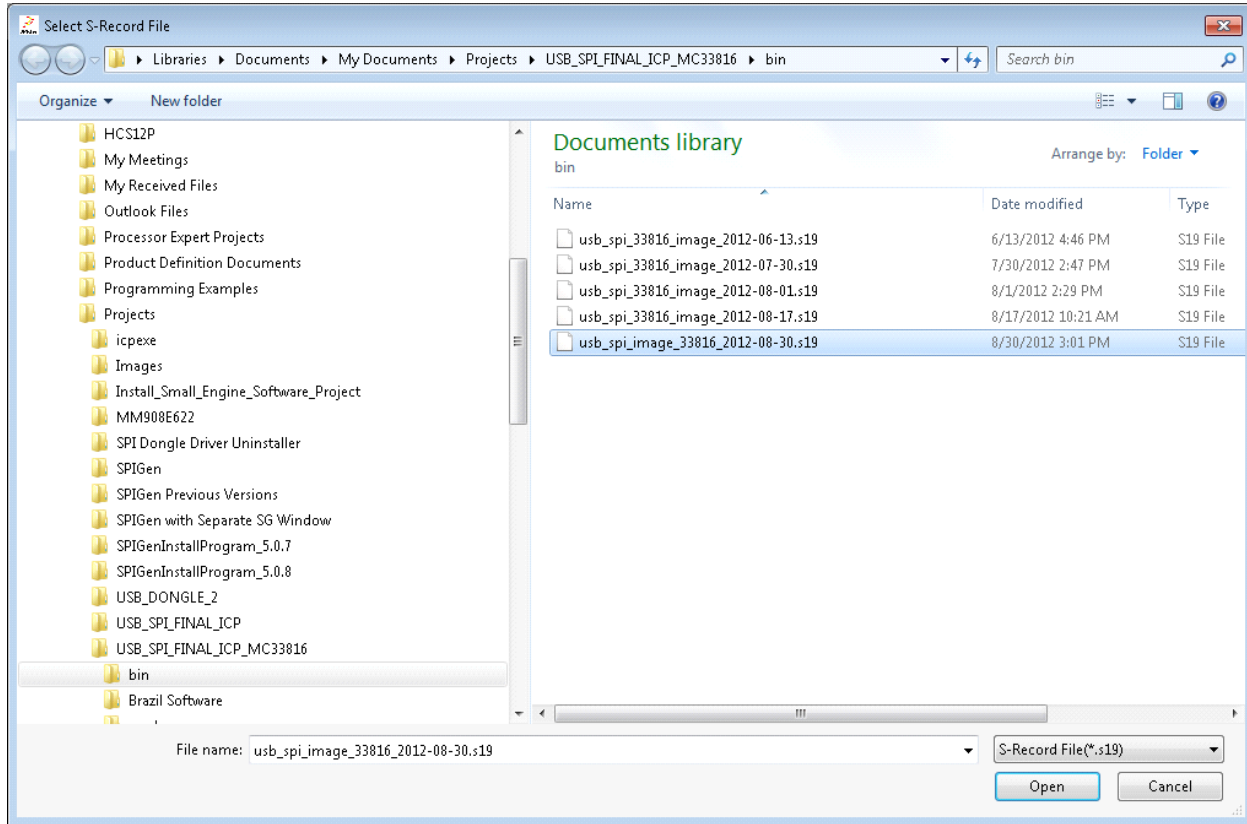 Select S-Record File
Libraries Documents My Documents Projects USB_SPI_FINAL_ICP_MC33816 bin
Search bin
Organize New folder
HCS12P
My Meetings
My Received Files
Outlook Files
Processor Expert Projects
Product Definition Documents
Programming Examples
Projects
icpexe
Images
Install_Small_Engine_Software_Project
MM908E622
SPI Dongle Driver Uninstaller
SPIGen
SPIGen Previous Versions
SPIGen with Separate SG Window
SPIGenInstallProgram_5.0.7
SPIGenInstallProgram_5.0.8
USB_DONGLE_2
USB_SPI_FINAL_ICP
USB_SPI_FINAL_ICP_MC33816
bin
Brazil Software
Documents library
bin
Arrange by: Folder
Name Date modified Type
usb_spi_33816_image_2012-06-13.s19 6/13/2012 4:46 PM S19 File
usb_spi_33816_image_2012-07-30.s19 7/30/2012 2:47 PM S19 File
usb_spi_33816_image_2012-08-01.s19 8/1/2012 2:29 PM S19 File
usb_spi_33816_image_2012-08-17.s19 8/17/2012 10:21 AM S19 File
usb_spi_image_33816_2012-08-30.s19 8/30/2012 3:01 PM S19 File
File name: usb_spi_image_33816_2012-08-30.s19
S-Record File(*.s19)
Open Cancel